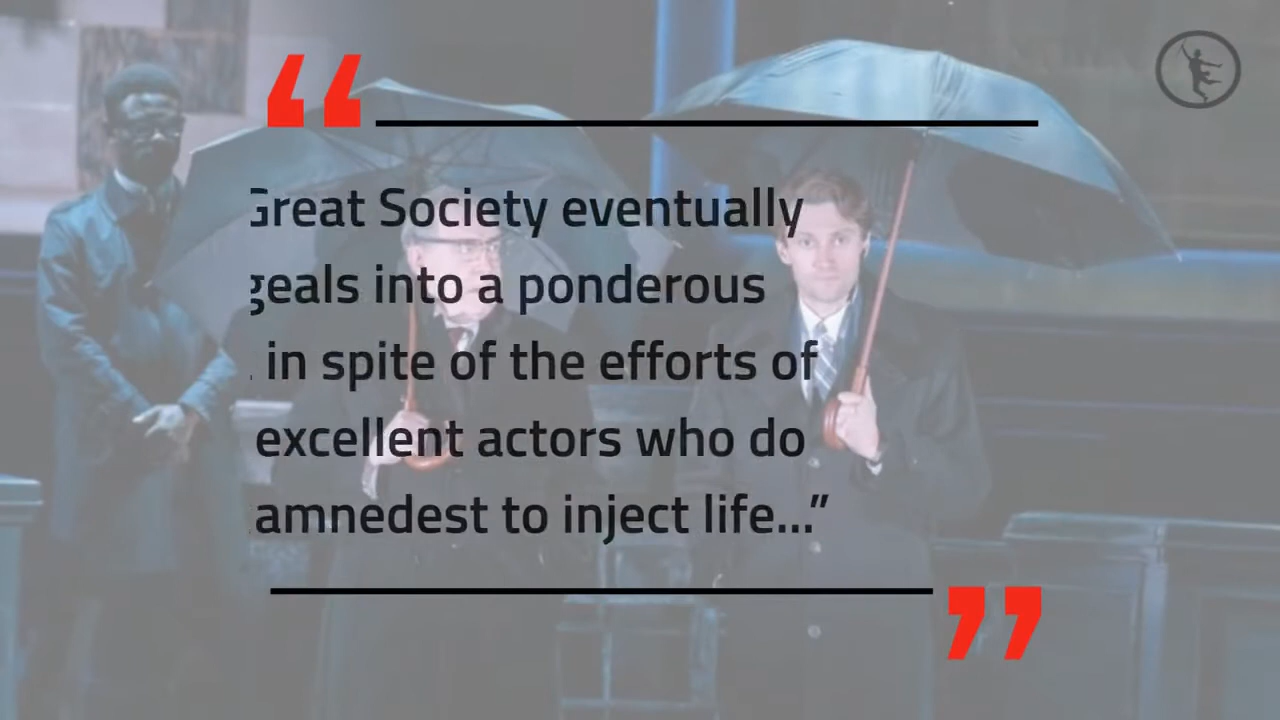 Great Society eventually
geals into a ponderous
in spite of the efforts of
excellent actors who do
amnedest to inject life...”